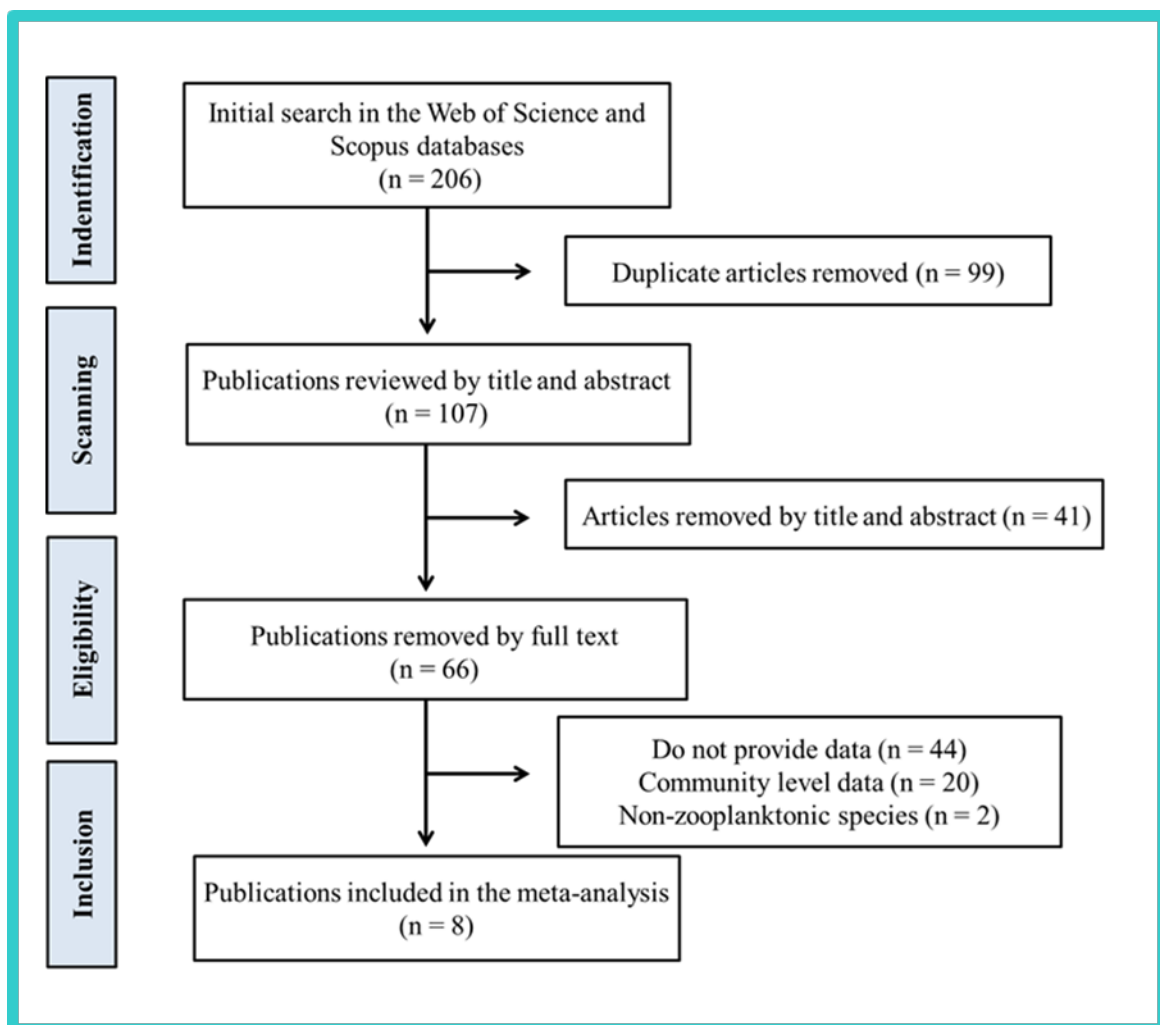 Indentification
Initial search in the Web of Science and
Scopus databases
(n = 206)
Duplicate articles removed (n = 99)
Scanning
Publications reviewed by title and abstract
(n = 107)
Articles removed by title and abstract (n = 41)
Eligibility
Publications removed by full text
(n = 66)
Do not provide data (n = 44)
Community level data (n = 20)
Non-zooplanktonic species (n = 2)
Inclusion
Publications included in the meta-analysis
(n = 8)